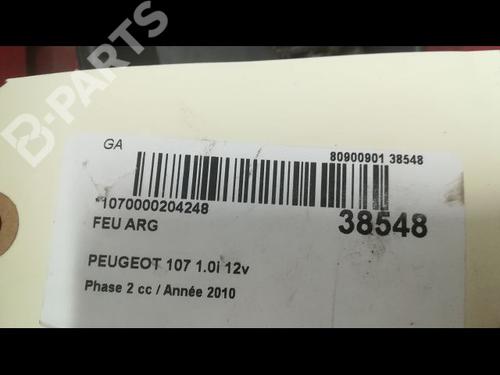 B-PARTS
GA
80900901 38548
*1070000204248
38548
FEU ARG
PEUGEOT 107 1.0i 12v
Phase 2 cc / Année 2010